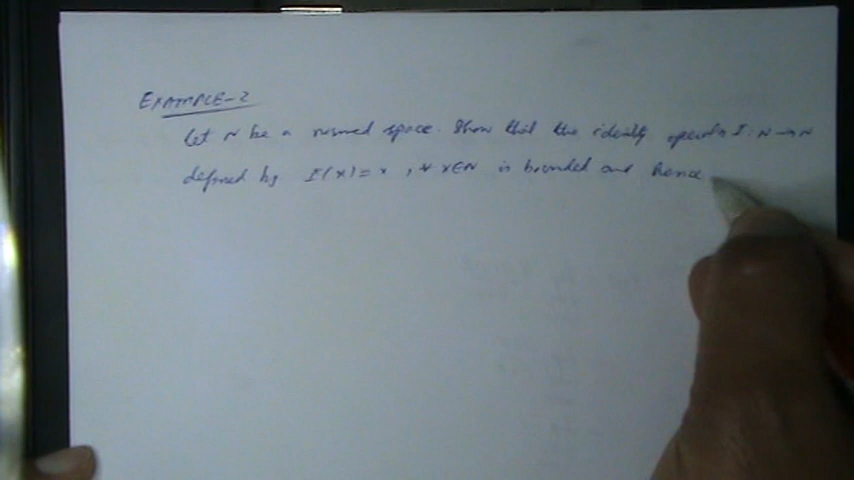 EXAMPLE-2
Let N be a normed space. Show that the identity operator I : N → N
defined by I(x) = x , ∀ x ∈ N is bounded and hence